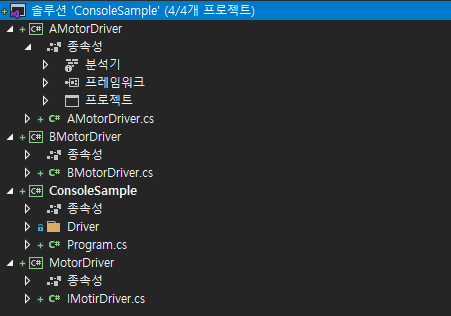 솔루션 'ConsoleSample' (4/4개 프로젝트)
C# AMotorDriver
종속성
분석기
프레임워크
프로젝트
C# AMotorDriver.cs
C# BMotorDriver
종속성
C# BMotorDriver.cs
C# ConsoleSample
종속성
Driver
C# Program.cs
C# MotorDriver
종속성
C# IMotirDriver.cs